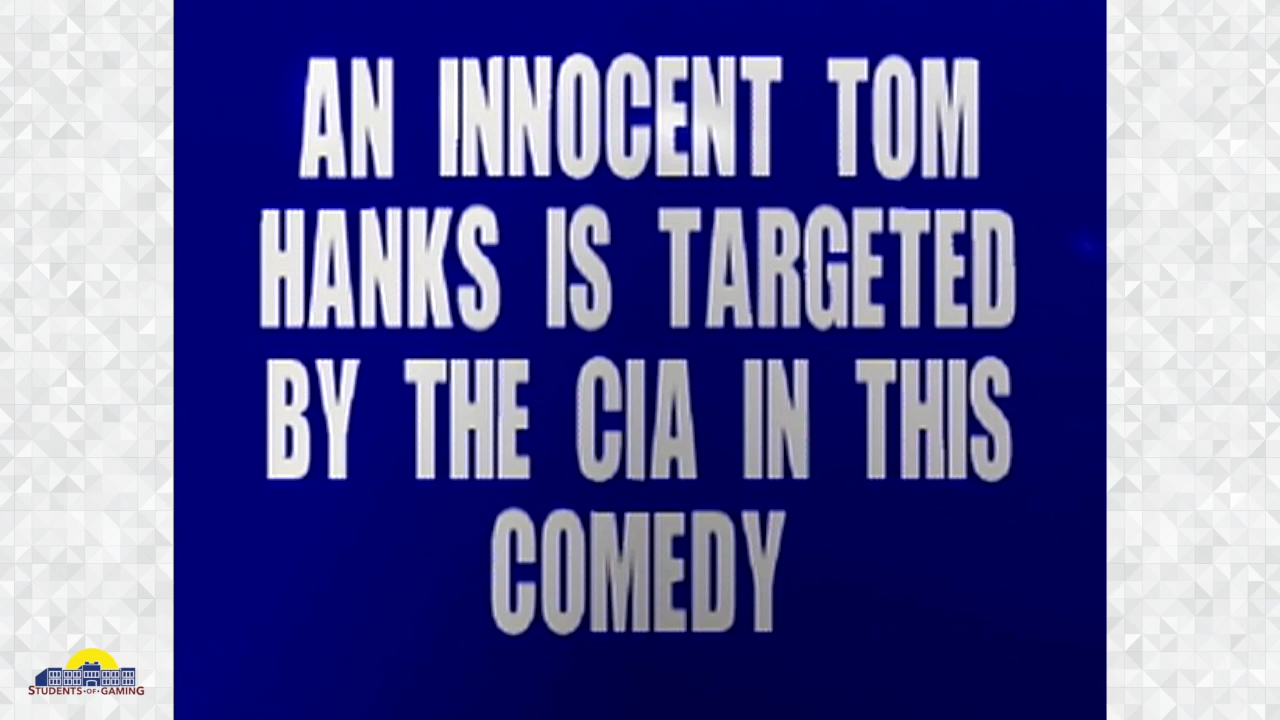 AN INNOCENT TOM
HANKS IS TARGETED
BY THE CIA IN THIS
COMEDY
STUDENTS·OF·GAMING